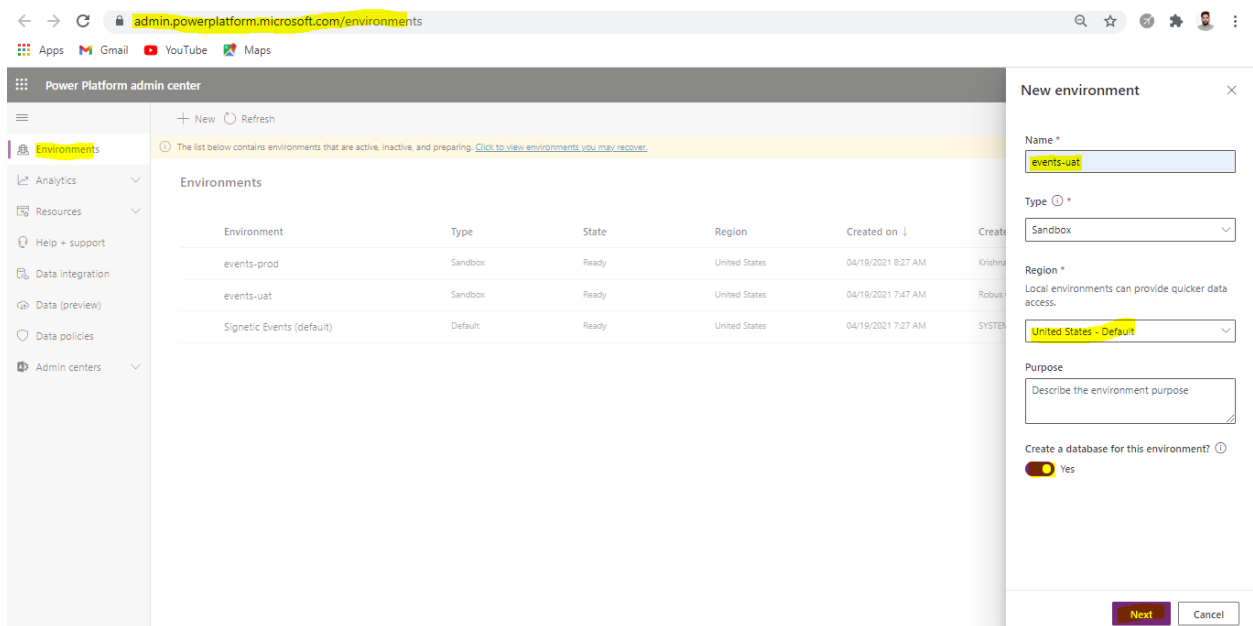 admin.powerplatform.microsoft.com/environments
Apps Gmail YouTube Maps
Power Platform admin center
New Refresh
The list below contains environments that are active, inactive, and preparing. Click to view environments you may recover.
Environments
Analytics
Resources
Help + support
Data integration
Data (preview)
Data policies
Admin centers
Environments
Environment Type State Region Created on ↓ Create
events-prod Sandbox Ready United States 04/19/2021 8:27 AM Krishna
events-uat Sandbox Ready United States 04/19/2021 7:47 AM Robus
Signetic Events (default) Default Ready United States 04/19/2021 7:27 AM SYSTEM
New environment
Name *
events-uat
Type *
Sandbox
Region *
Local environments can provide quicker data
access.
United States - Default
Purpose
Describe the environment purpose
Create a database for this environment?
Yes
Next Cancel